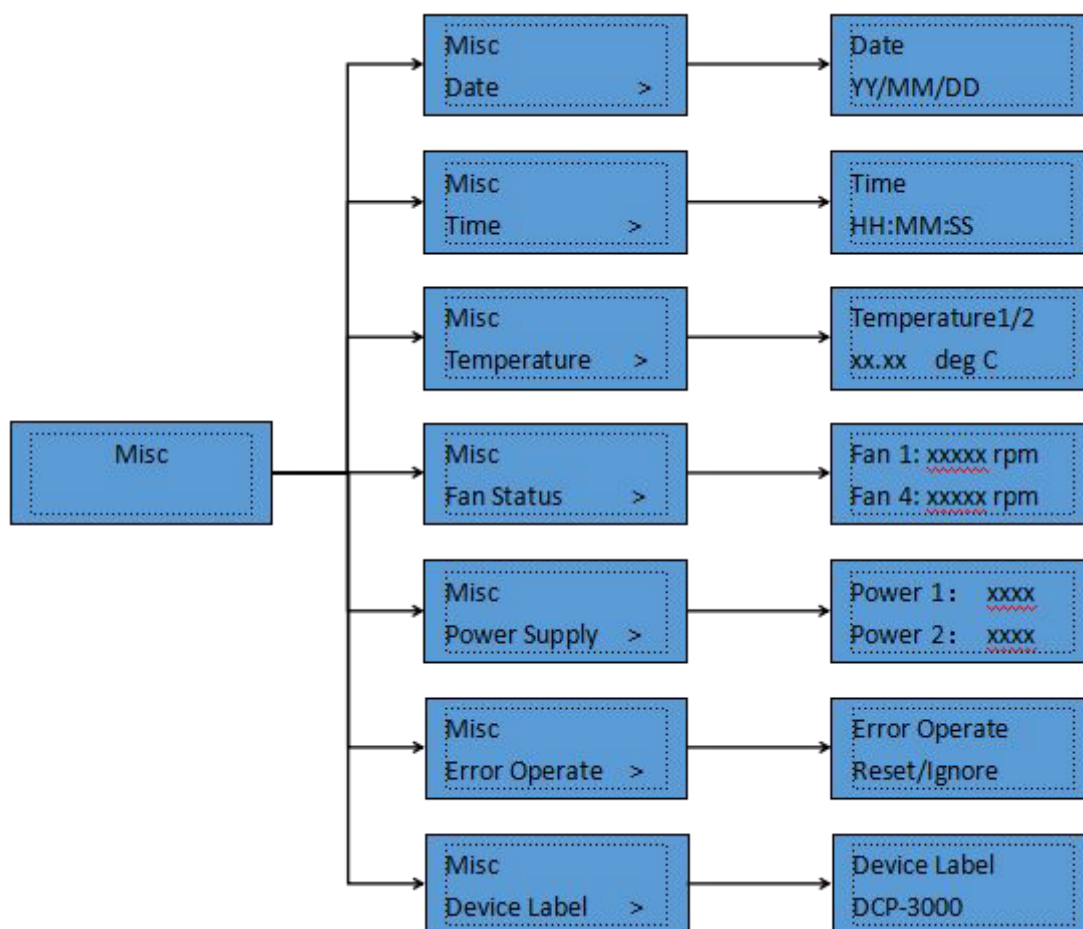 Misc
Date >
Date
YY/MM/DD
Misc
Time >
Time
HH:MM:SS
Misc
Temperature >
Temperature1/2
xx.xx deg C
Misc
Misc
Fan Status >
Fan 1: xxxxx rpm
Fan 4: xxxxx rpm
Misc
Power Supply >
Power 1： xxxx
Power 2： xxxx
Misc
Error Operate >
Error Operate
Reset/Ignore
Misc
Device Label >
Device Label
DCP-3000